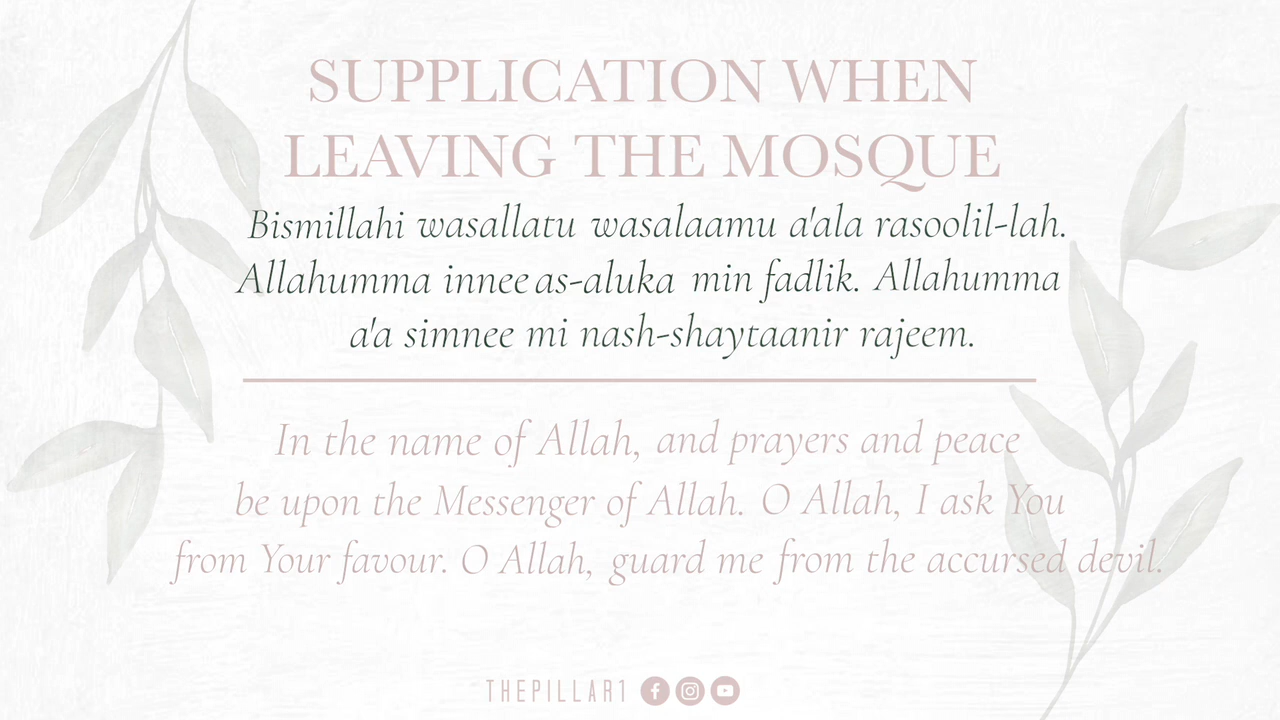 SUPPLICATION WHEN
LEAVING THE MOSQUE
Bismillahi wasallatu wasalaamu a'ala rasoolil-lah.
Allahumma innee as-aluka min fadlik. Allahumma
a'a simnee mi nash-shaytaanir rajeem.
In the name of Allah, and prayers and peace
be upon the Messenger of Allah. O Allah, I ask You
from Your favour. O Allah, guard me from the accursed devil.
THEPILLAR1